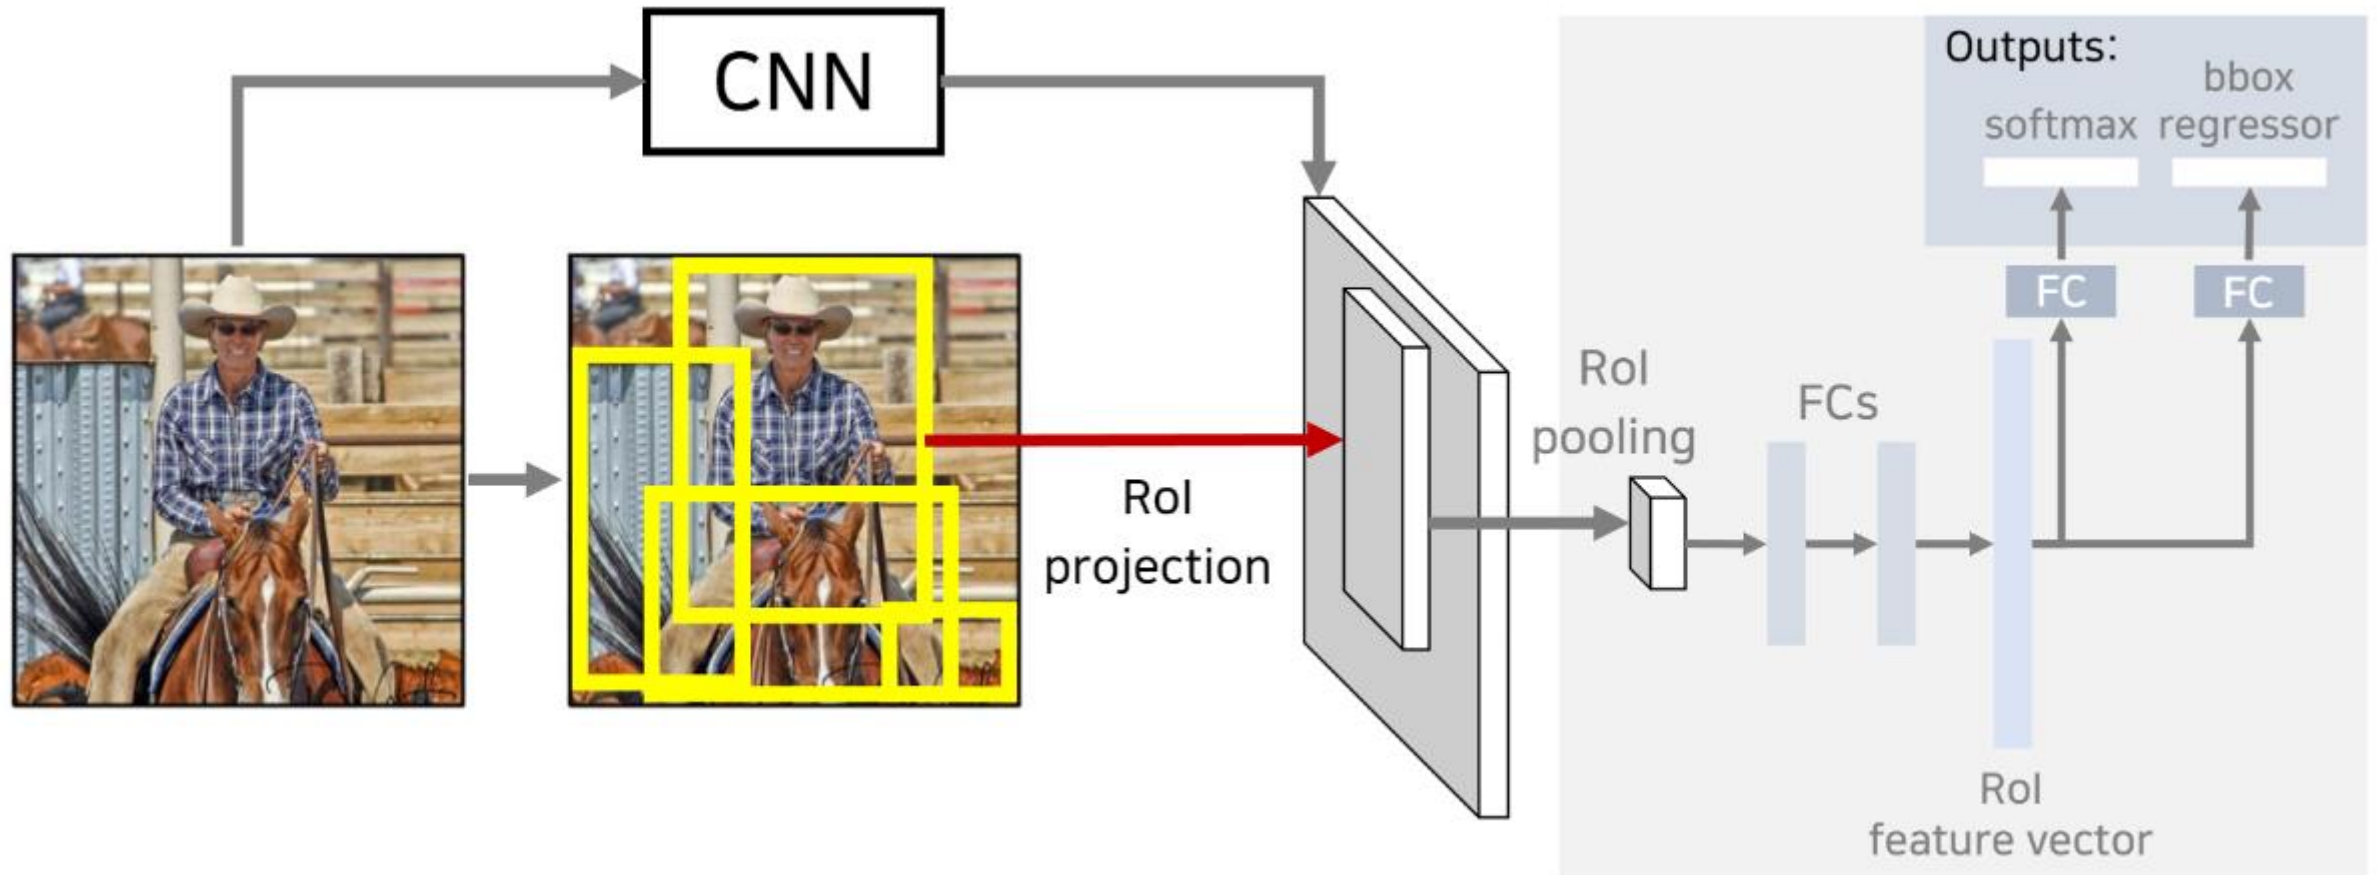 CNN
RoI
projection
RoI
pooling
FCs
RoI
feature vector
FC
FC
Outputs:
softmax
bbox
regressor